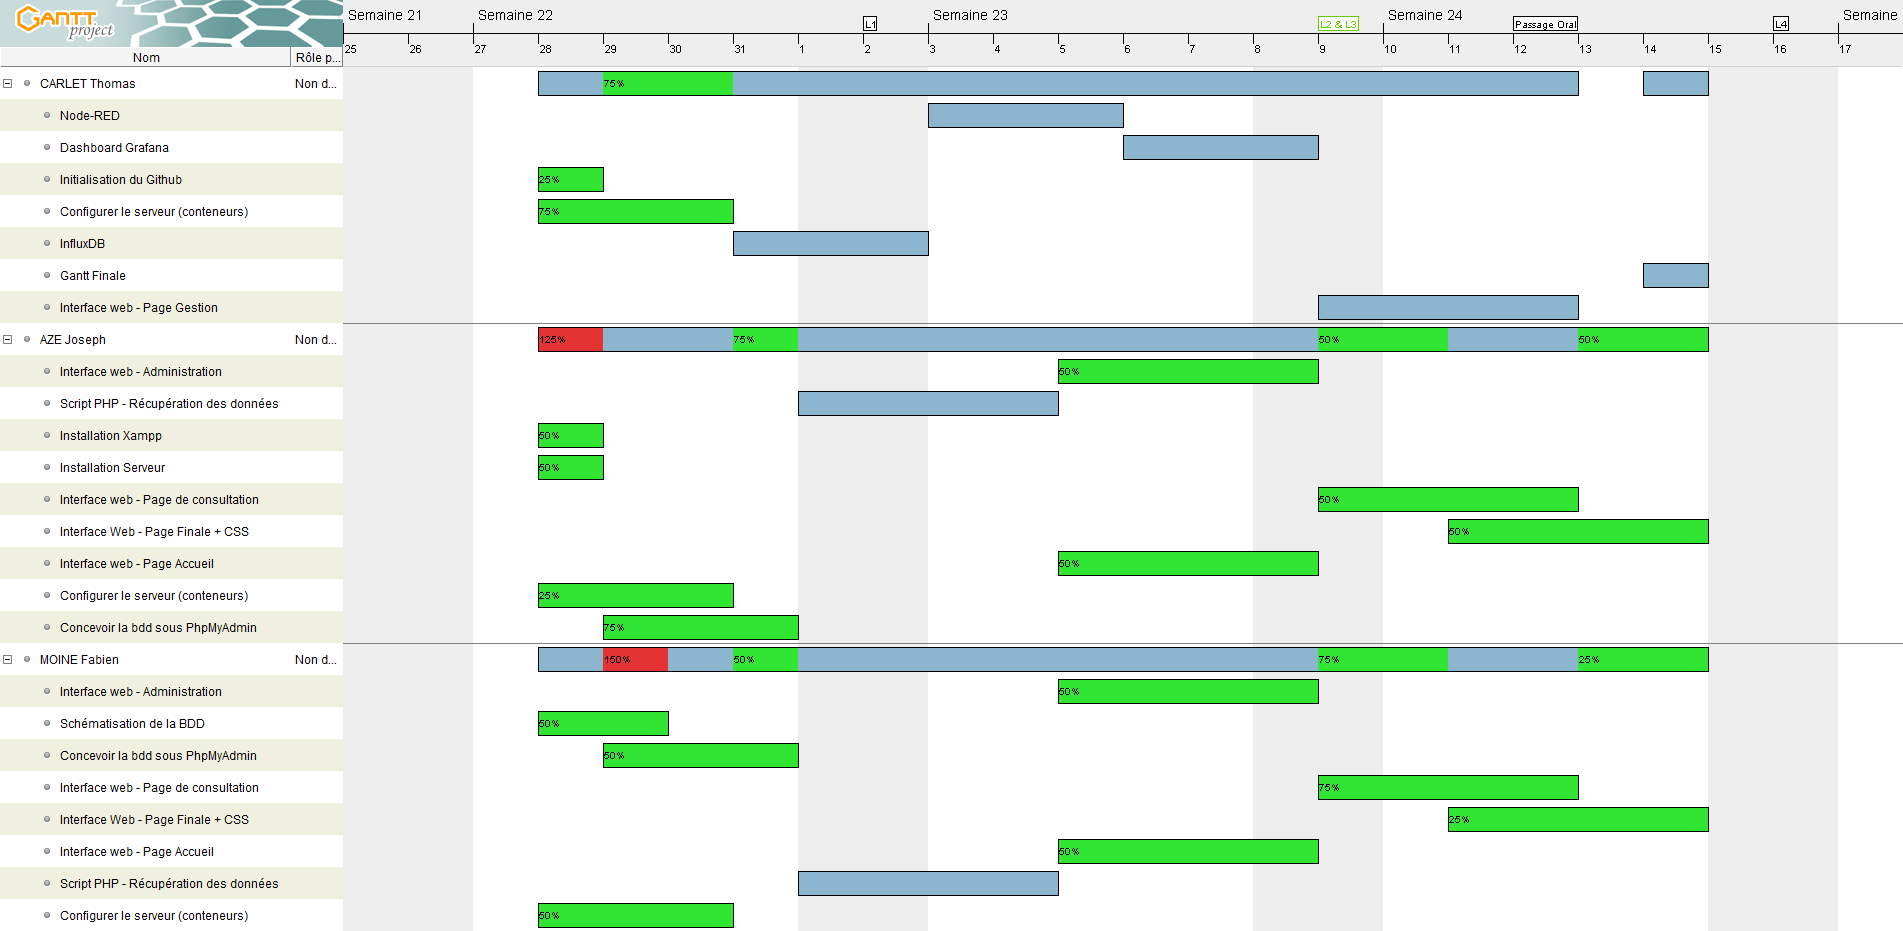 GANTT project
Semaine 21 Semaine 22 Semaine 23 Semaine 24 Semaine
L1 L2 & L3 Passage Oral L4
25 26 27 28 29 30 31 1 2 3 4 5 6 7 8 9 10 11 12 13 14 15 16 17
Nom Rôle p...
CARLET Thomas Non d... 75%
Node-RED
Dashboard Grafana
Initialisation du Github 25%
Configurer le serveur (conteneurs) 75%
InfluxDB
Gantt Finale
Interface web - Page Gestion
AZE Joseph Non d... 125% 75% 50% 50%
Interface web - Administration 50%
Script PHP - Récupération des données
Installation Xampp 50%
Installation Serveur 50%
Interface web - Page de consultation 50%
Interface Web - Page Finale + CSS 50%
Interface web - Page Accueil 50%
Configurer le serveur (conteneurs) 25%
Concevoir la bdd sous PhpMyAdmin 75%
MOINE Fabien Non d... 150% 50% 75% 25%
Interface web - Administration 50%
Schématisation de la BDD 50%
Concevoir la bdd sous PhpMyAdmin 50%
Interface web - Page de consultation 75%
Interface Web - Page Finale + CSS 25%
Interface web - Page Accueil 50%
Script PHP - Récupération des données
Configurer le serveur (conteneurs) 50%